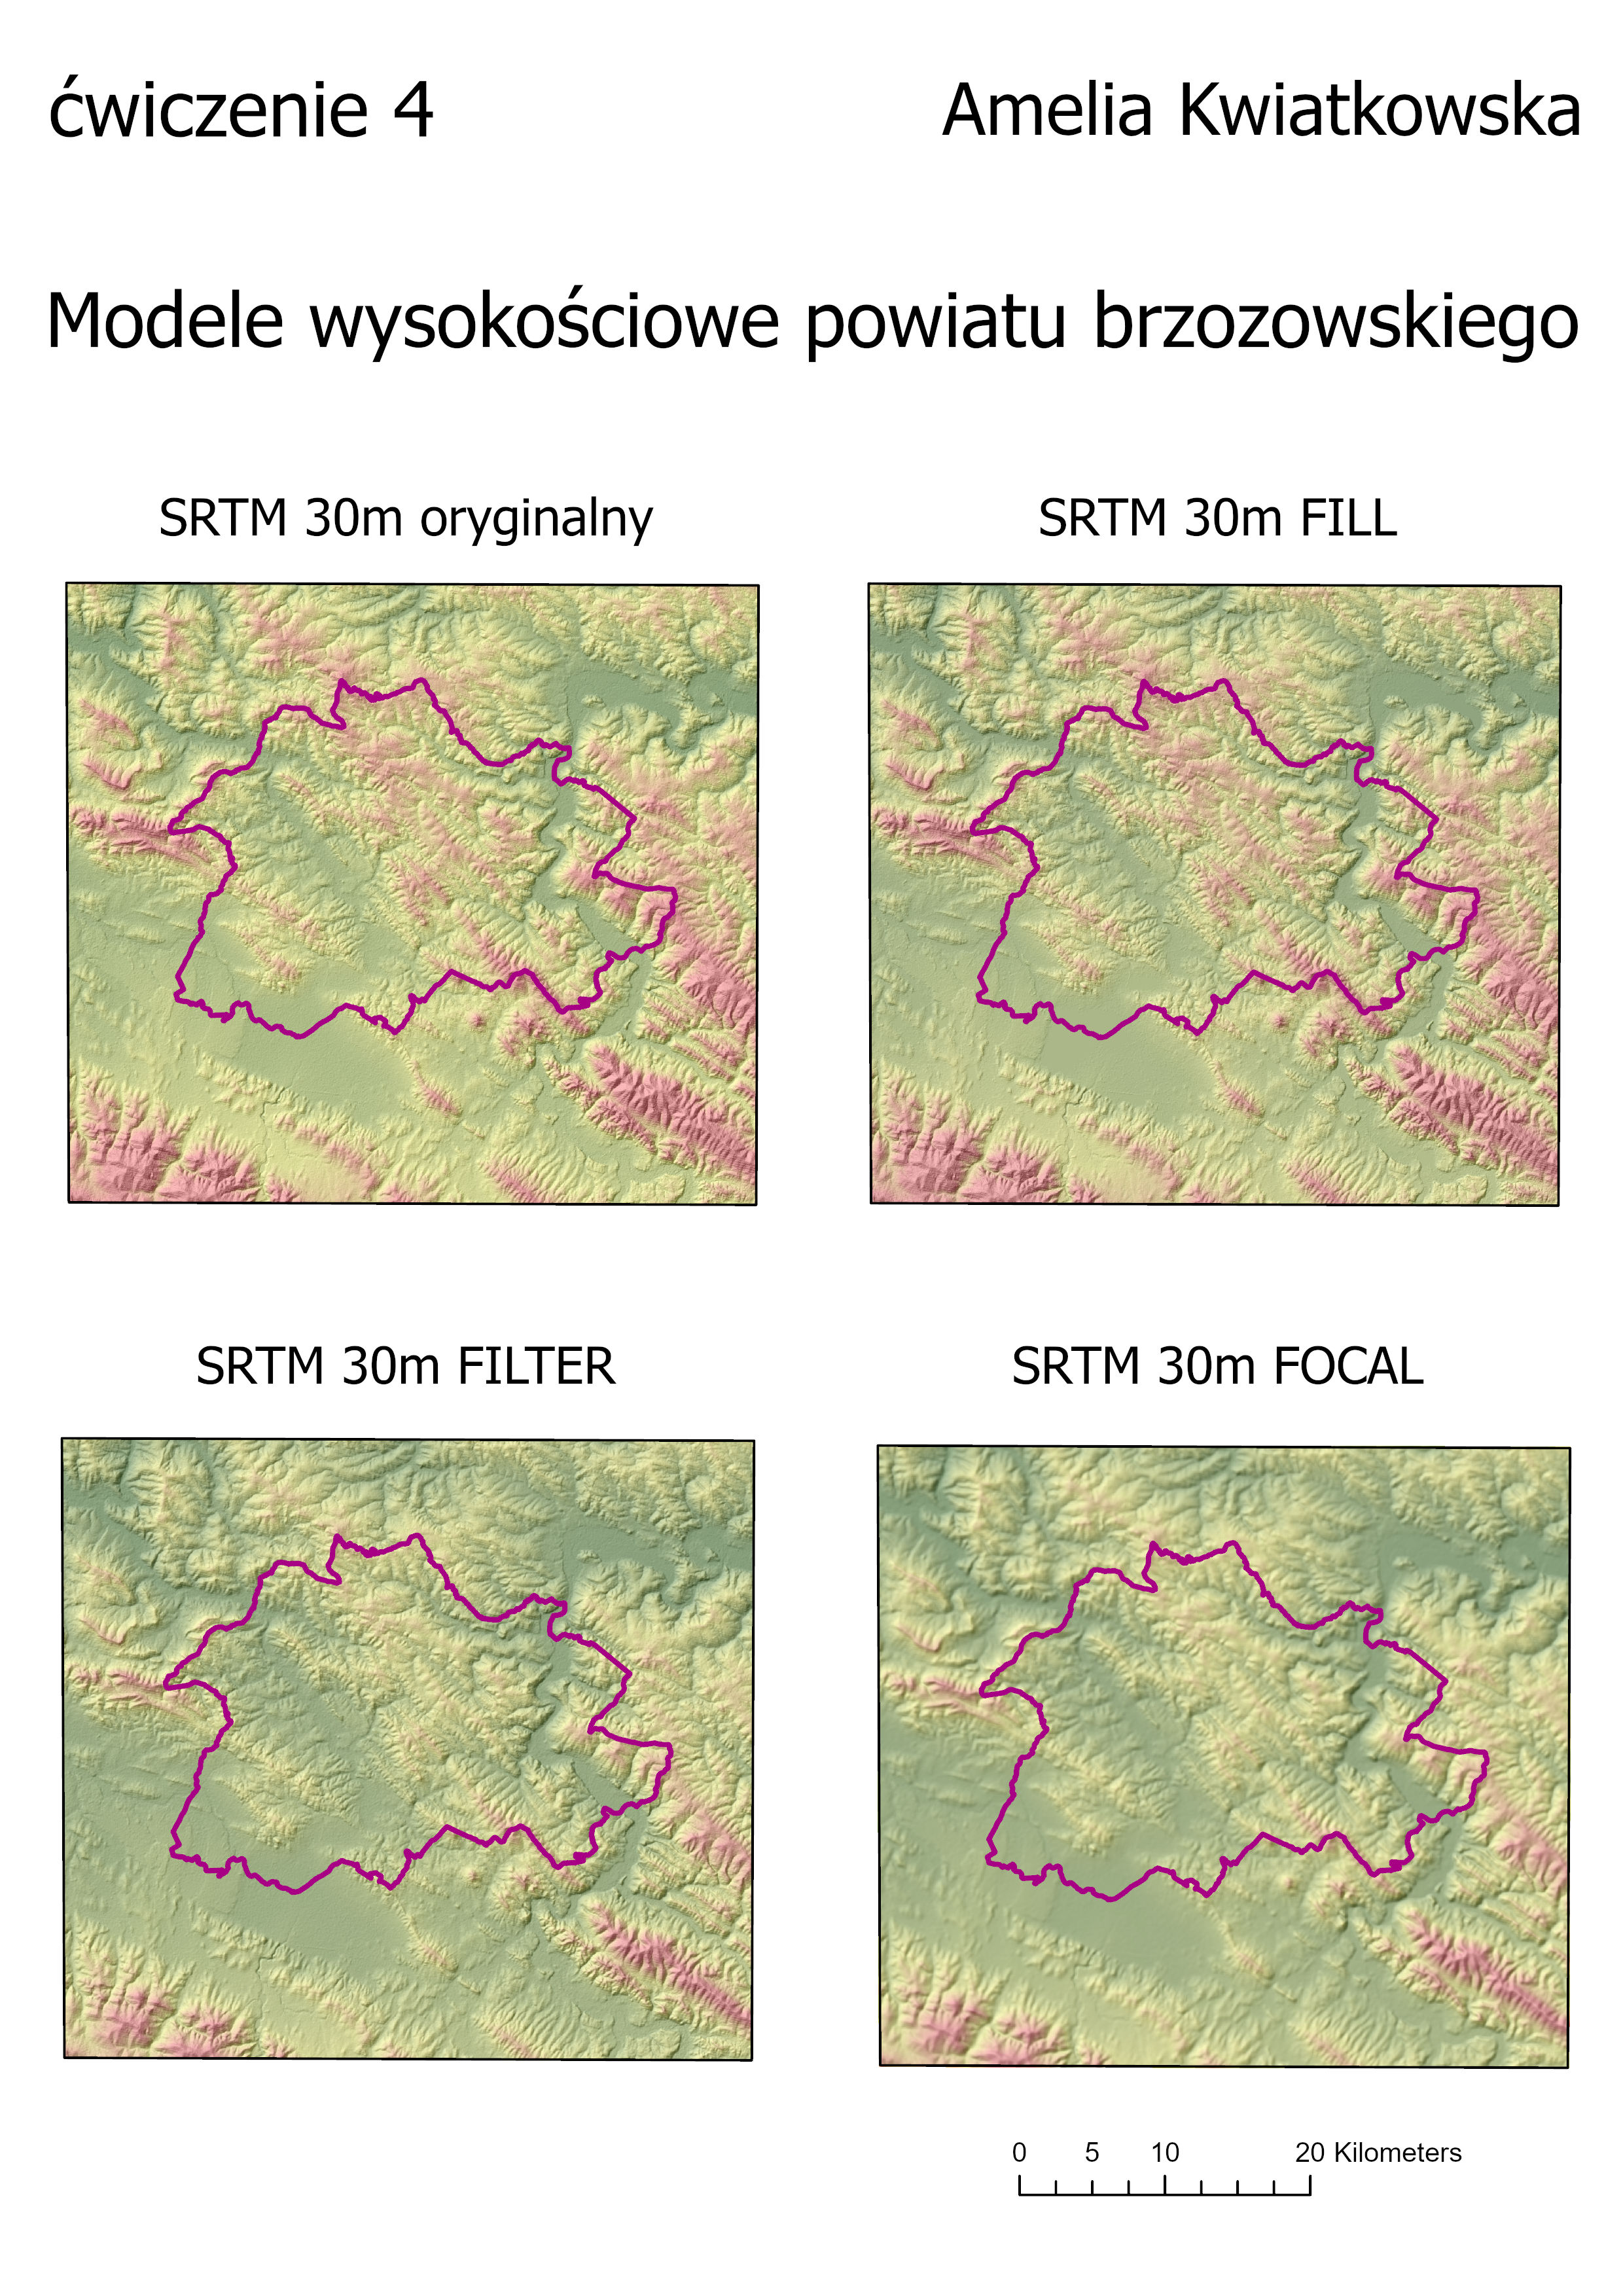 ćwiczenie 4
Amelia Kwiatkowska
Modele wysokościowe powiatu brzozowskiego
SRTM 30m oryginalny
SRTM 30m FILL
SRTM 30m FILTER
SRTM 30m FOCAL
0 5 10 20 Kilometers